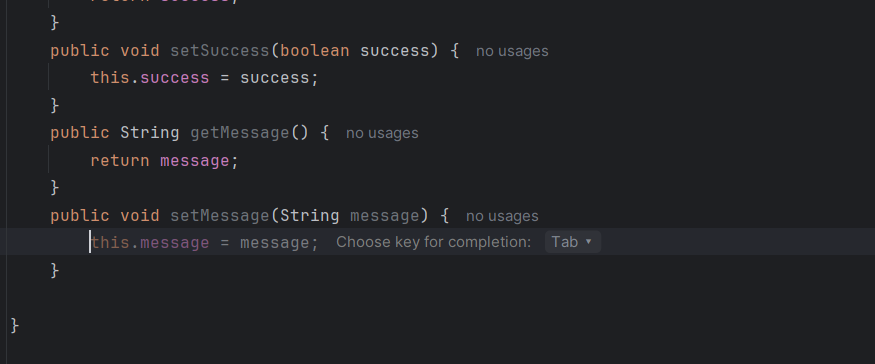 }
public void setSuccess(boolean success) { no usages
this.success = success;
}
public String getMessage() { no usages
return message;
}
public void setMessage(String message) { no usages
this.message = message; Choose key for completion: Tab
}
}